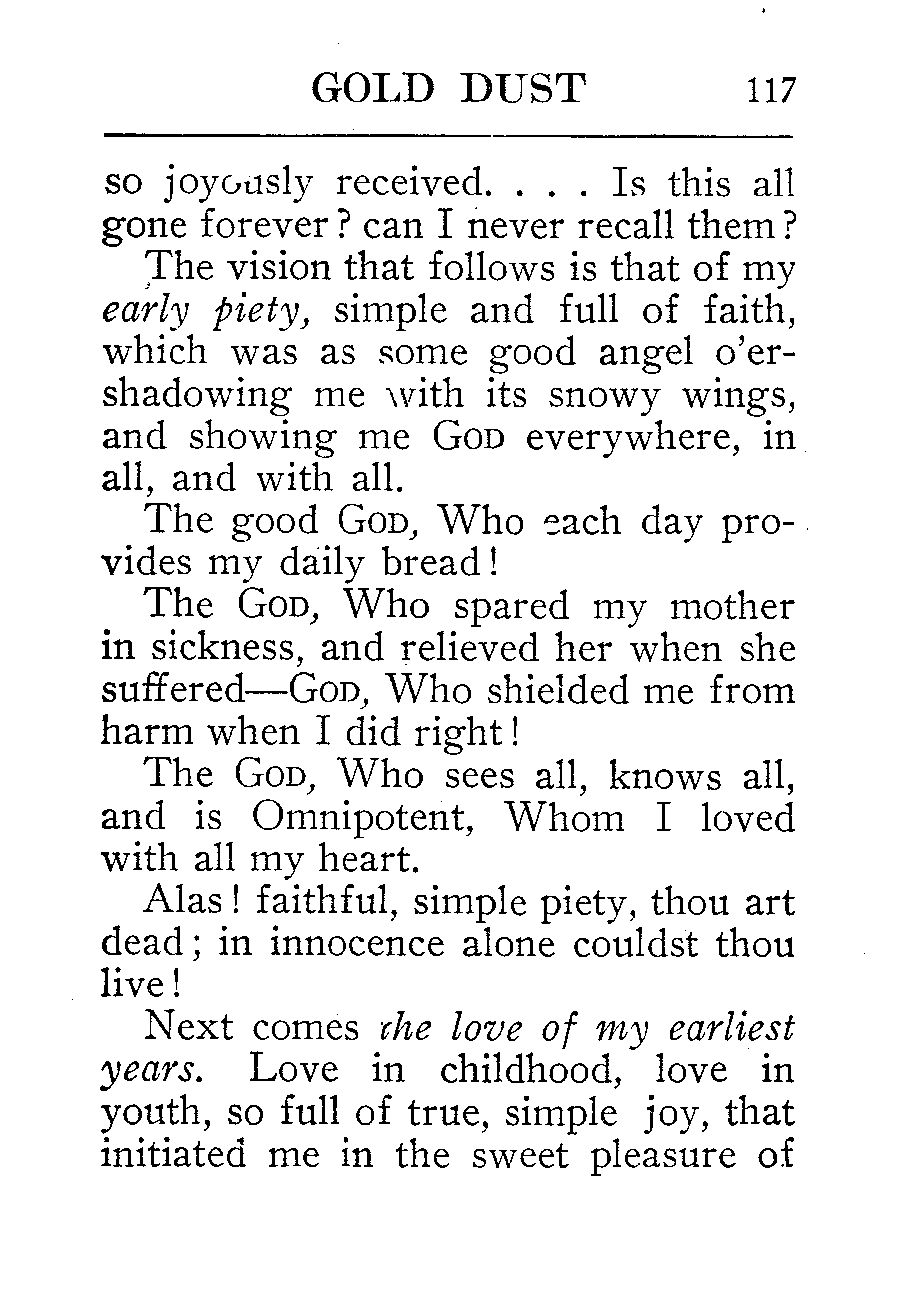 GOLD DUST 117
so joyously received. . . . Is this all
gone forever? can I never recall them?
The vision that follows is that of my
early piety, simple and full of faith,
which was as some good angel o'er-
shadowing me with its snowy wings,
and showing me GOD everywhere, in
all, and with all.
The good GOD, Who each day pro-
vides my daily bread!
The GOD, Who spared my mother
in sickness, and relieved her when she
suffered—GOD, Who shielded me from
harm when I did right!
The GOD, Who sees all, knows all,
and is Omnipotent, Whom I loved
with all my heart.
Alas! faithful, simple piety, thou art
dead; in innocence alone couldst thou
live!
Next comes the love of my earliest
years. Love in childhood, love in
youth, so full of true, simple joy, that
initiated me in the sweet pleasure of